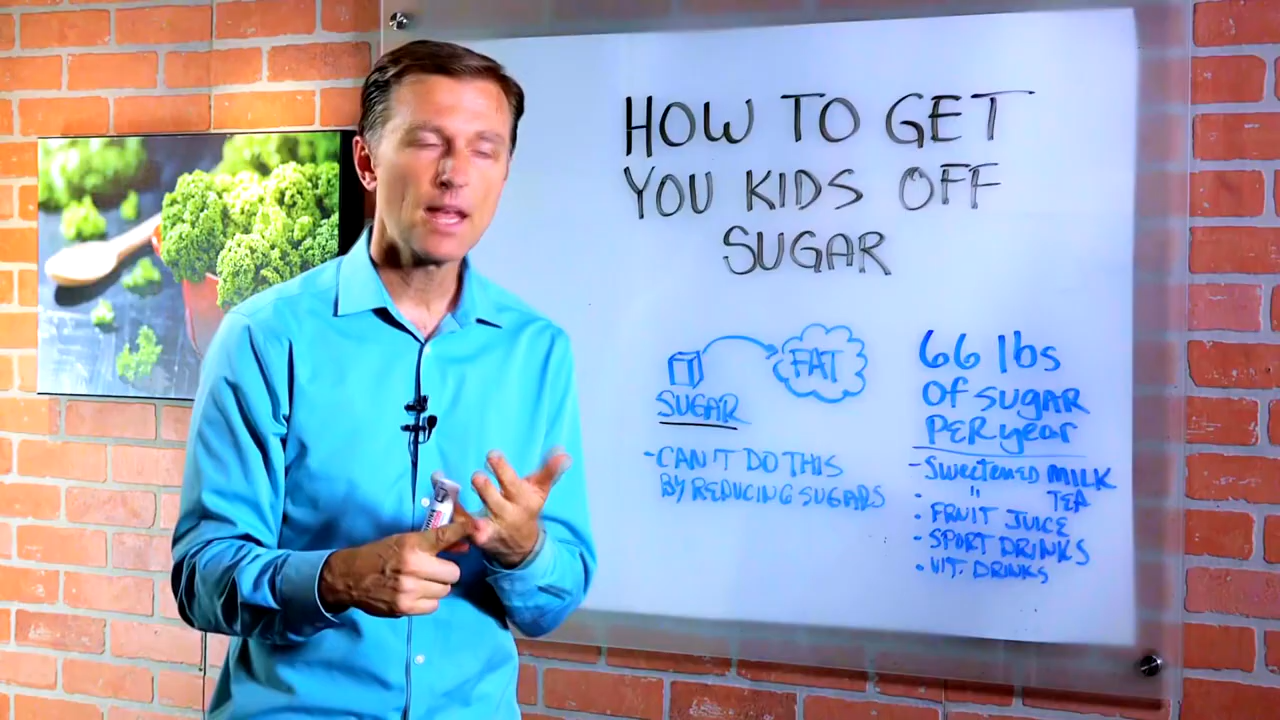 HOW TO GET
YOU KIDS OFF
SUGAR
FAT
SUGAR
-CAN'T DO THIS
BY REDUCING SUGARS
66 lbs
OF SUGAR
PER year
-Sweetened MILK
• " TEA
• FRUIT JUICE
• SPORT DRINKS
• VIT. DRINKS